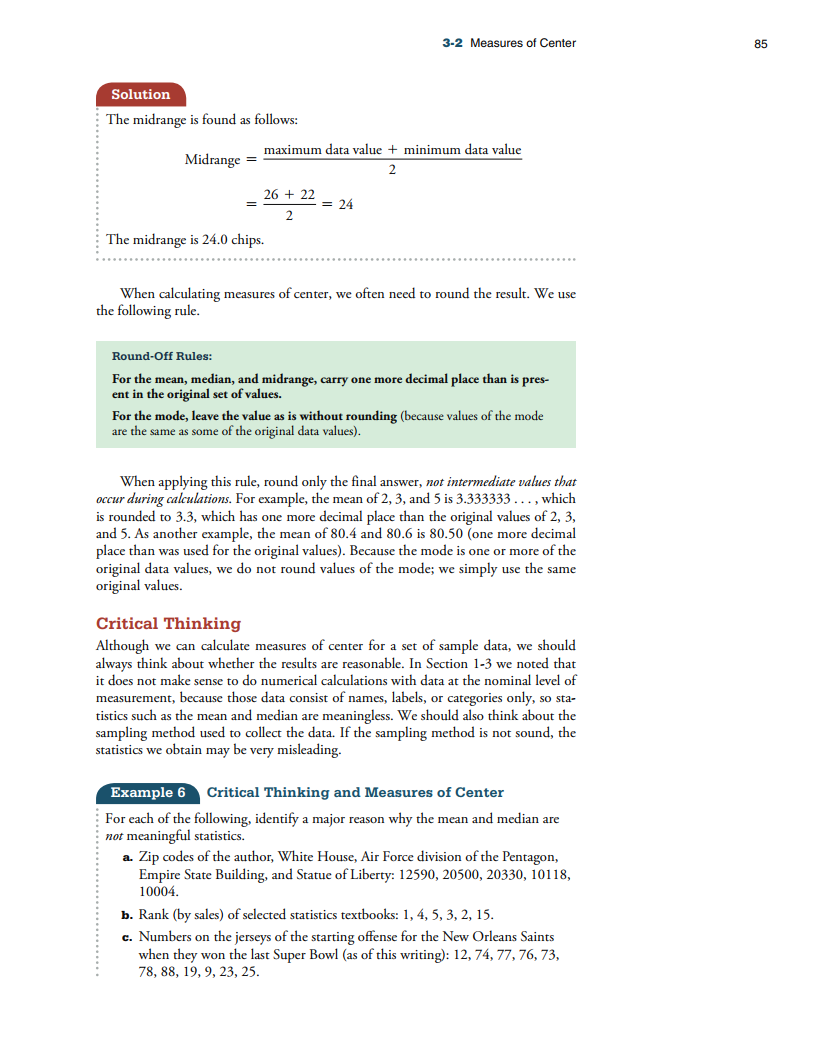 3-2 Measures of Center 85
Solution
The midrange is found as follows:
Midrange = maximum data value + minimum data value / 2
= 26 + 22 / 2 = 24
The midrange is 24.0 chips.
When calculating measures of center, we often need to round the result. We use
the following rule.
Round-Off Rules:
For the mean, median, and midrange, carry one more decimal place than is pres-
ent in the original set of values.
For the mode, leave the value as is without rounding (because values of the mode
are the same as some of the original data values).
When applying this rule, round only the final answer, not intermediate values that
occur during calculations. For example, the mean of 2, 3, and 5 is 3.333333 . . . , which
is rounded to 3.3, which has one more decimal place than the original values of 2, 3,
and 5. As another example, the mean of 80.4 and 80.6 is 80.50 (one more decimal
place than was used for the original values). Because the mode is one or more of the
original data values, we do not round values of the mode; we simply use the same
original values.
Critical Thinking
Although we can calculate measures of center for a set of sample data, we should
always think about whether the results are reasonable. In Section 1-3 we noted that
it does not make sense to do numerical calculations with data at the nominal level of
measurement, because those data consist of names, labels, or categories only, so sta-
tistics such as the mean and median are meaningless. We should also think about the
sampling method used to collect the data. If the sampling method is not sound, the
statistics we obtain may be very misleading.
Example 6 Critical Thinking and Measures of Center
For each of the following, identify a major reason why the mean and median are
not meaningful statistics.
a. Zip codes of the author, White House, Air Force division of the Pentagon,
Empire State Building, and Statue of Liberty: 12590, 20500, 20330, 10118,
10004.
b. Rank (by sales) of selected statistics textbooks: 1, 4, 5, 3, 2, 15.
c. Numbers on the jerseys of the starting offense for the New Orleans Saints
when they won the last Super Bowl (as of this writing): 12, 74, 77, 76, 73,
78, 88, 19, 9, 23, 25.